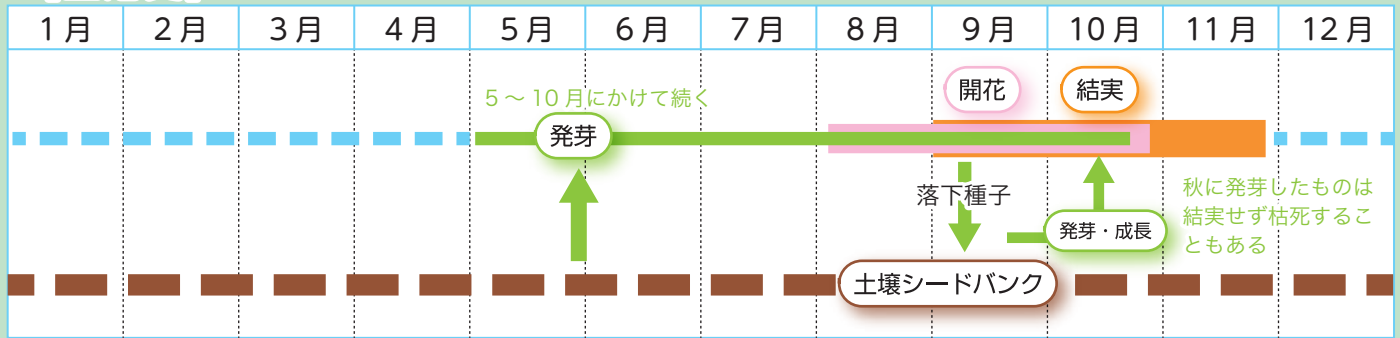 1月 2月 3月 4月 5月 6月 7月 8月 9月 10月 11月 12月
開花 結実
5～10月にかけて続く
発芽
落下種子
秋に発芽したものは
結実せず枯死するこ
ともある
発芽・成長
土壌シードバンク